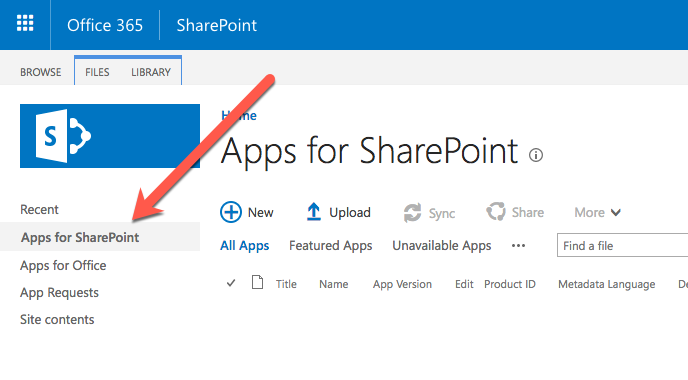 Office 365 SharePoint
BROWSE FILES LIBRARY
S
Home
Apps for SharePoint
Recent
Apps for SharePoint
Apps for Office
App Requests
Site contents
New Upload Sync Share More
All Apps Featured Apps Unavailable Apps ••• Find a file
Title Name App Version Edit Product ID Metadata Language De